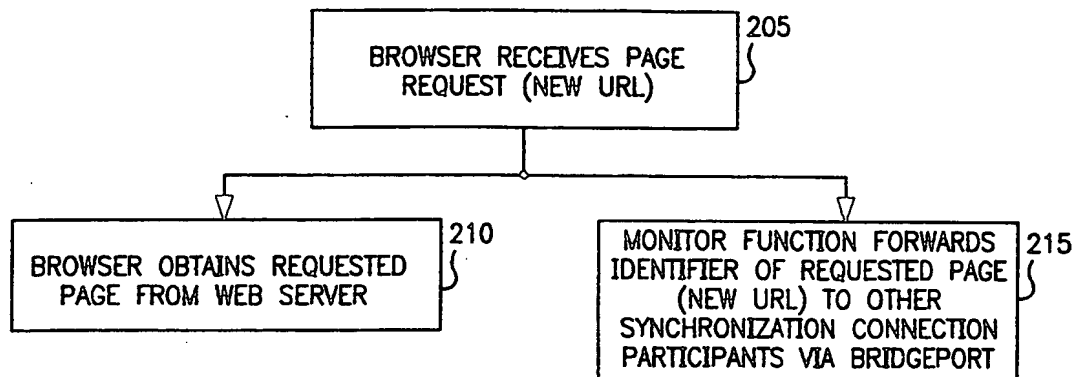 205
BROWSER RECEIVES PAGE
REQUEST (NEW URL)
210
BROWSER OBTAINS REQUESTED
PAGE FROM WEB SERVER
215
MONITOR FUNCTION FORWARDS
IDENTIFIER OF REQUESTED PAGE
(NEW URL) TO OTHER
SYNCHRONIZATION CONNECTION
PARTICIPANTS VIA BRIDGEPORT